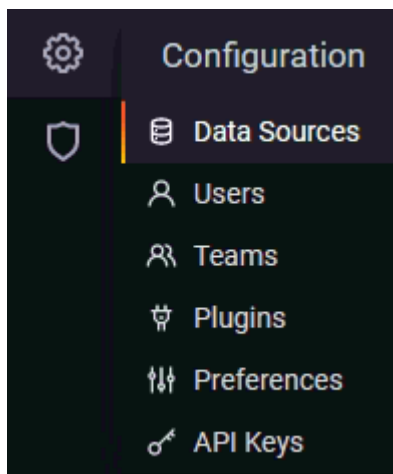 Configuration
Data Sources
Users
Teams
Plugins
Preferences
API Keys